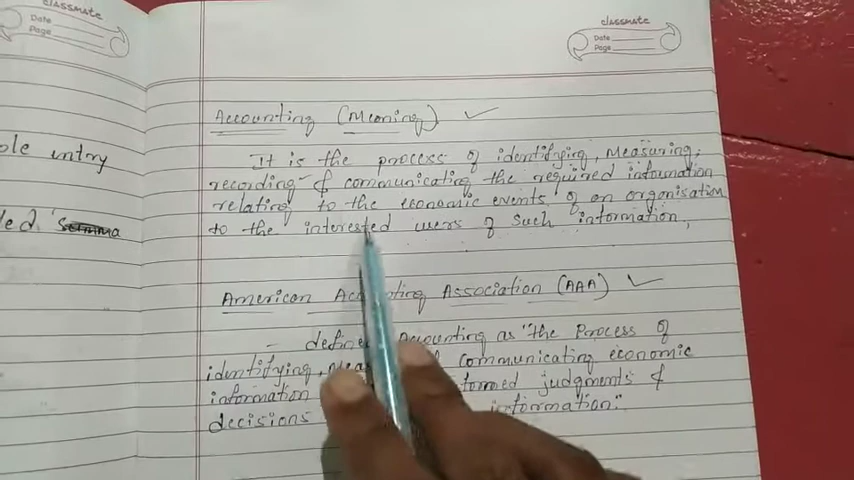 classmate
Date
Page
ole entry
led
classmate
Date
Page
Accounting (Meaning)
It is the process of identifying, Measuring,
recording & communicating the required information
relating to the economic events of an organisation
to the interested users of such information,
American Accounting Association (AAA)
- defined Accounting as "the Process of
identifying, communicating economic
information judgments &
decisions information."